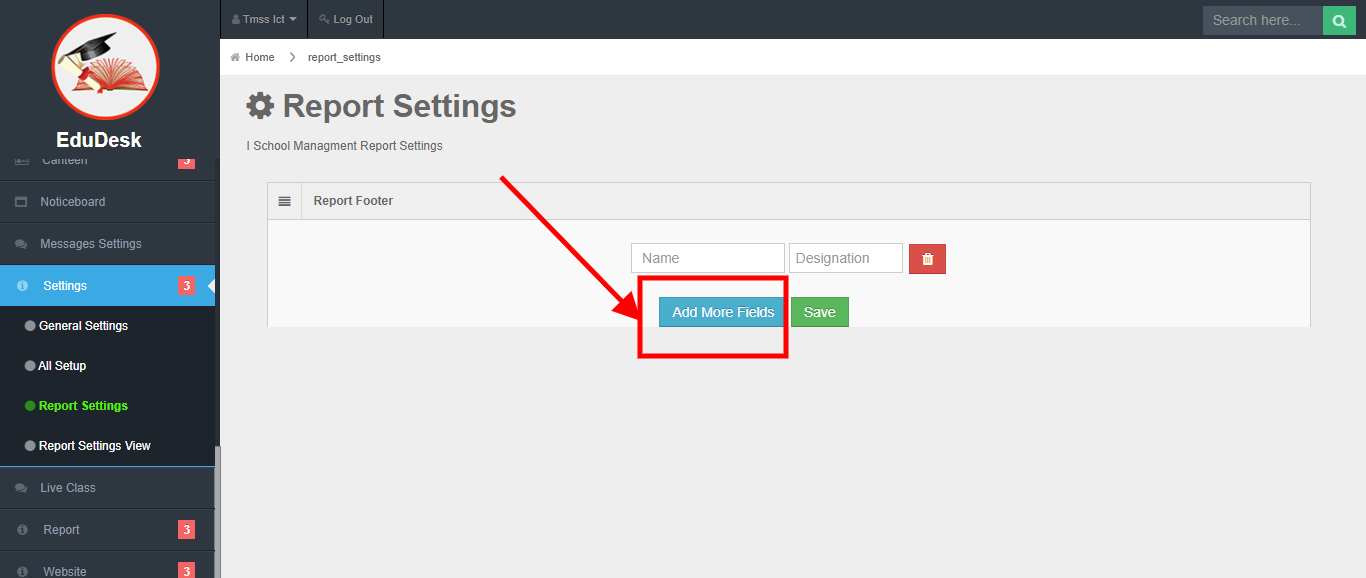 Tmss Ict
Log Out
Search here...
EduDesk
Home
report_settings
Report Settings
I School Managment Report Settings
Canteen 3
Noticeboard
Messages Settings
Settings 3
General Settings
All Setup
Report Settings
Report Settings View
Live Class
Report 3
Website 3
Report Footer
Name
Designation
Add More Fields
Save